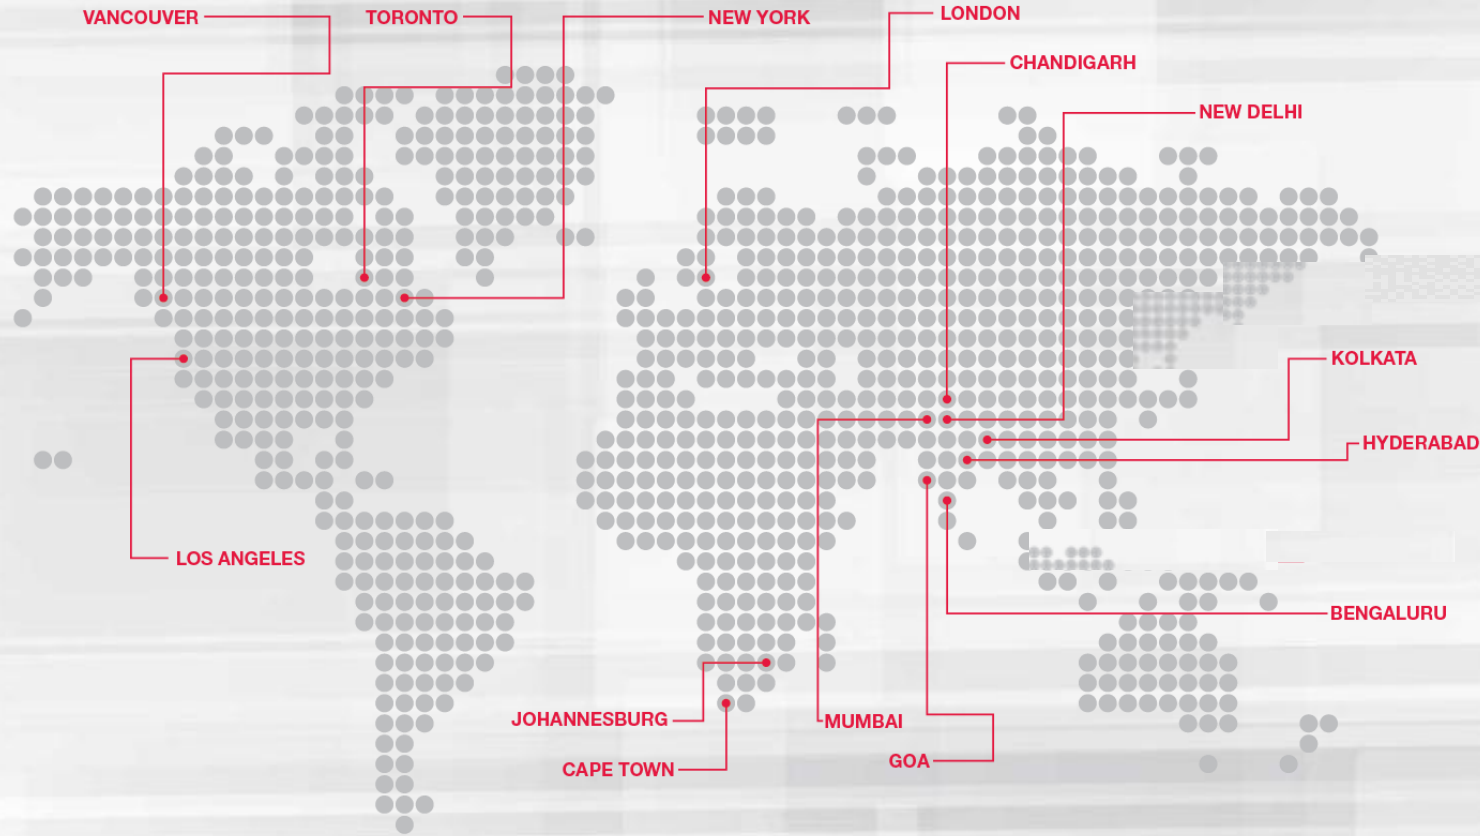 VANCOUVER
TORONTO
NEW YORK
LONDON
CHANDIGARH
NEW DELHI
KOLKATA
HYDERABAD
LOS ANGELES
BENGALURU
JOHANNESBURG
MUMBAI
CAPE TOWN
GOA